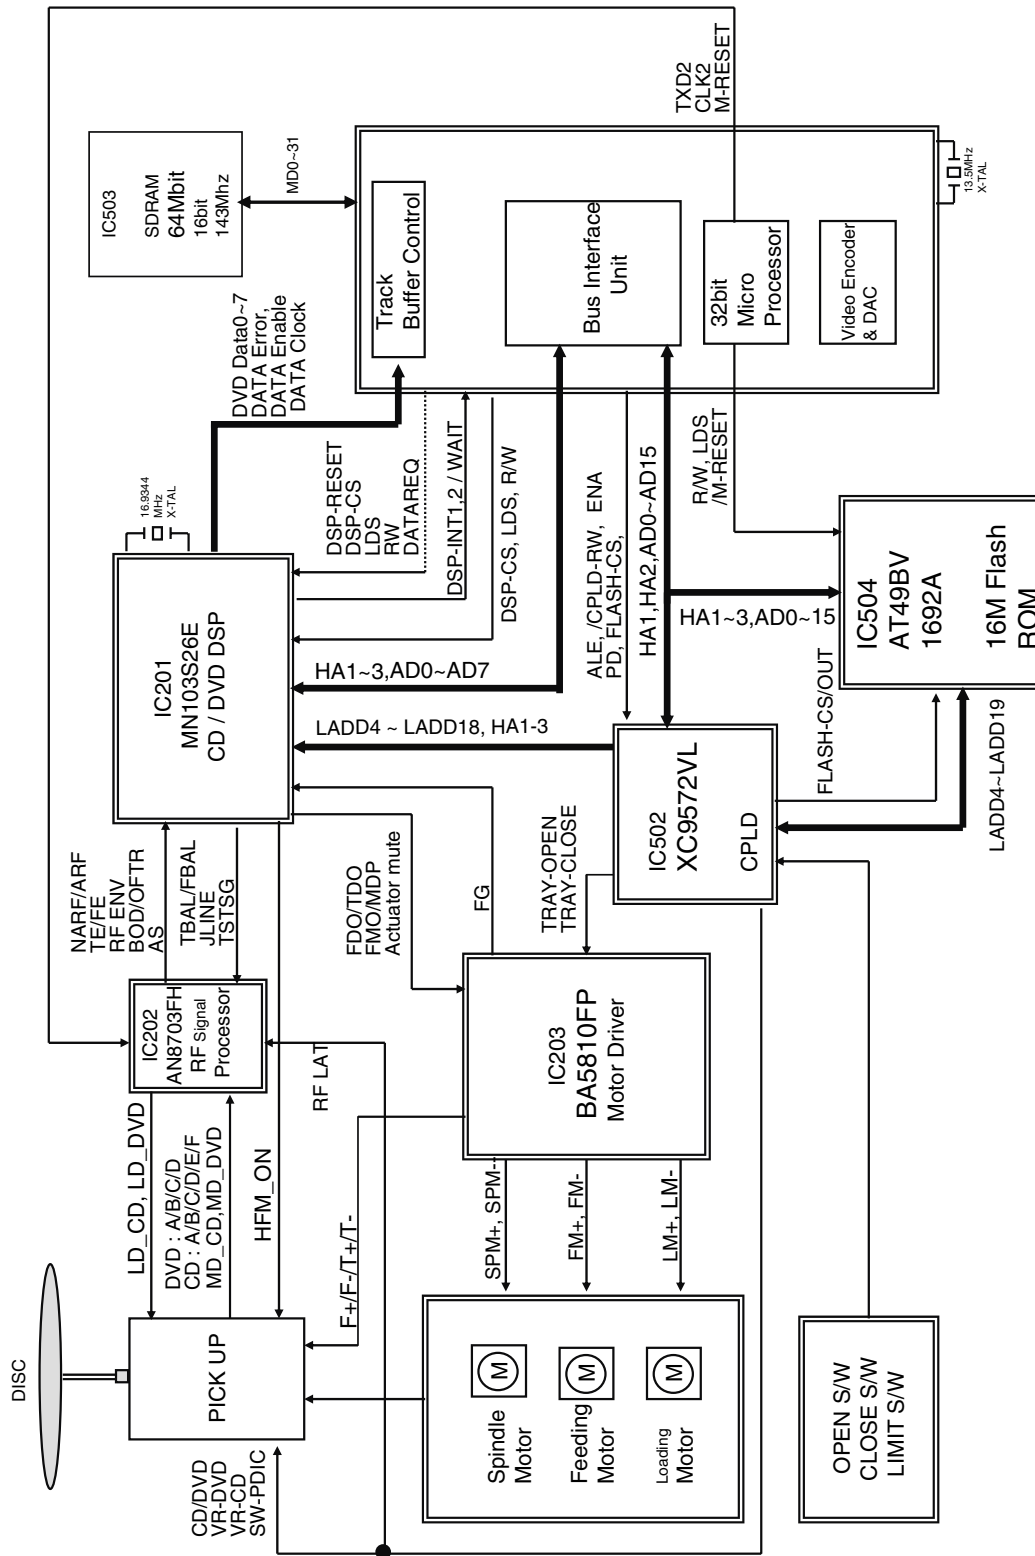 DISC
PICK UP
CD/DVD
VR-DVD
VR-CD
SW-PDIC
LD_CD, LD_DVD
DVD : A/B/C/D
CD : A/B/C/D/E/F
MD_CD,MD_DVD
HFM_ON
F+/F-/T+/T-
IC202
AN8703FH
RF Signal
Processor
RF LAT
NARF/ARF
TE/FE
RF ENV
BOD/OFTR
AS
TBAL/FBAL
JLINE
TSTSG
IC201
MN103S26E
CD / DVD DSP
16.9344
MHz
X-TAL
DVD Data0~7
DATA Error,
DATA Enable
DATA Clock
IC503
SDRAM
64Mbit
16bit
143Mhz
MD0~31
TXD2
CLK2
M-RESET
Track
Buffer Control
Bus Interface
Unit
32bit
Micro
Processor
Video Encoder
& DAC
13.5MHz
X-TAL
DSP-RESET
DSP-CS
LDS
RW
DATAREQ
DSP-INT1,2 / WAIT
DSP-CS, LDS, R/W
HA1~3,AD0~AD7
LADD4 ~ LADD18, HA1-3
ALE, /CPLD-RW, ENA
PD, FLASH-CS,
HA1,HA2,AD0~AD15
R/W, LDS
/M-RESET
HA1~3,AD0~15
FDO/TDO
FMO/MDP
Actuator mute
FG
TRAY-OPEN
TRAY-CLOSE
IC203
BA5810FP
Motor Driver
SPM+, SPM--
FM+, FM-
LM+, LM-
Spindle
Motor
M
Feeding
Motor
M
Loading
Motor
M
IC502
XC9572VL
CPLD
FLASH-CS/OUT
LADD4~LADD19
IC504
AT49BV
1692A
16M Flash
ROM
OPEN S/W
CLOSE S/W
LIMIT S/W